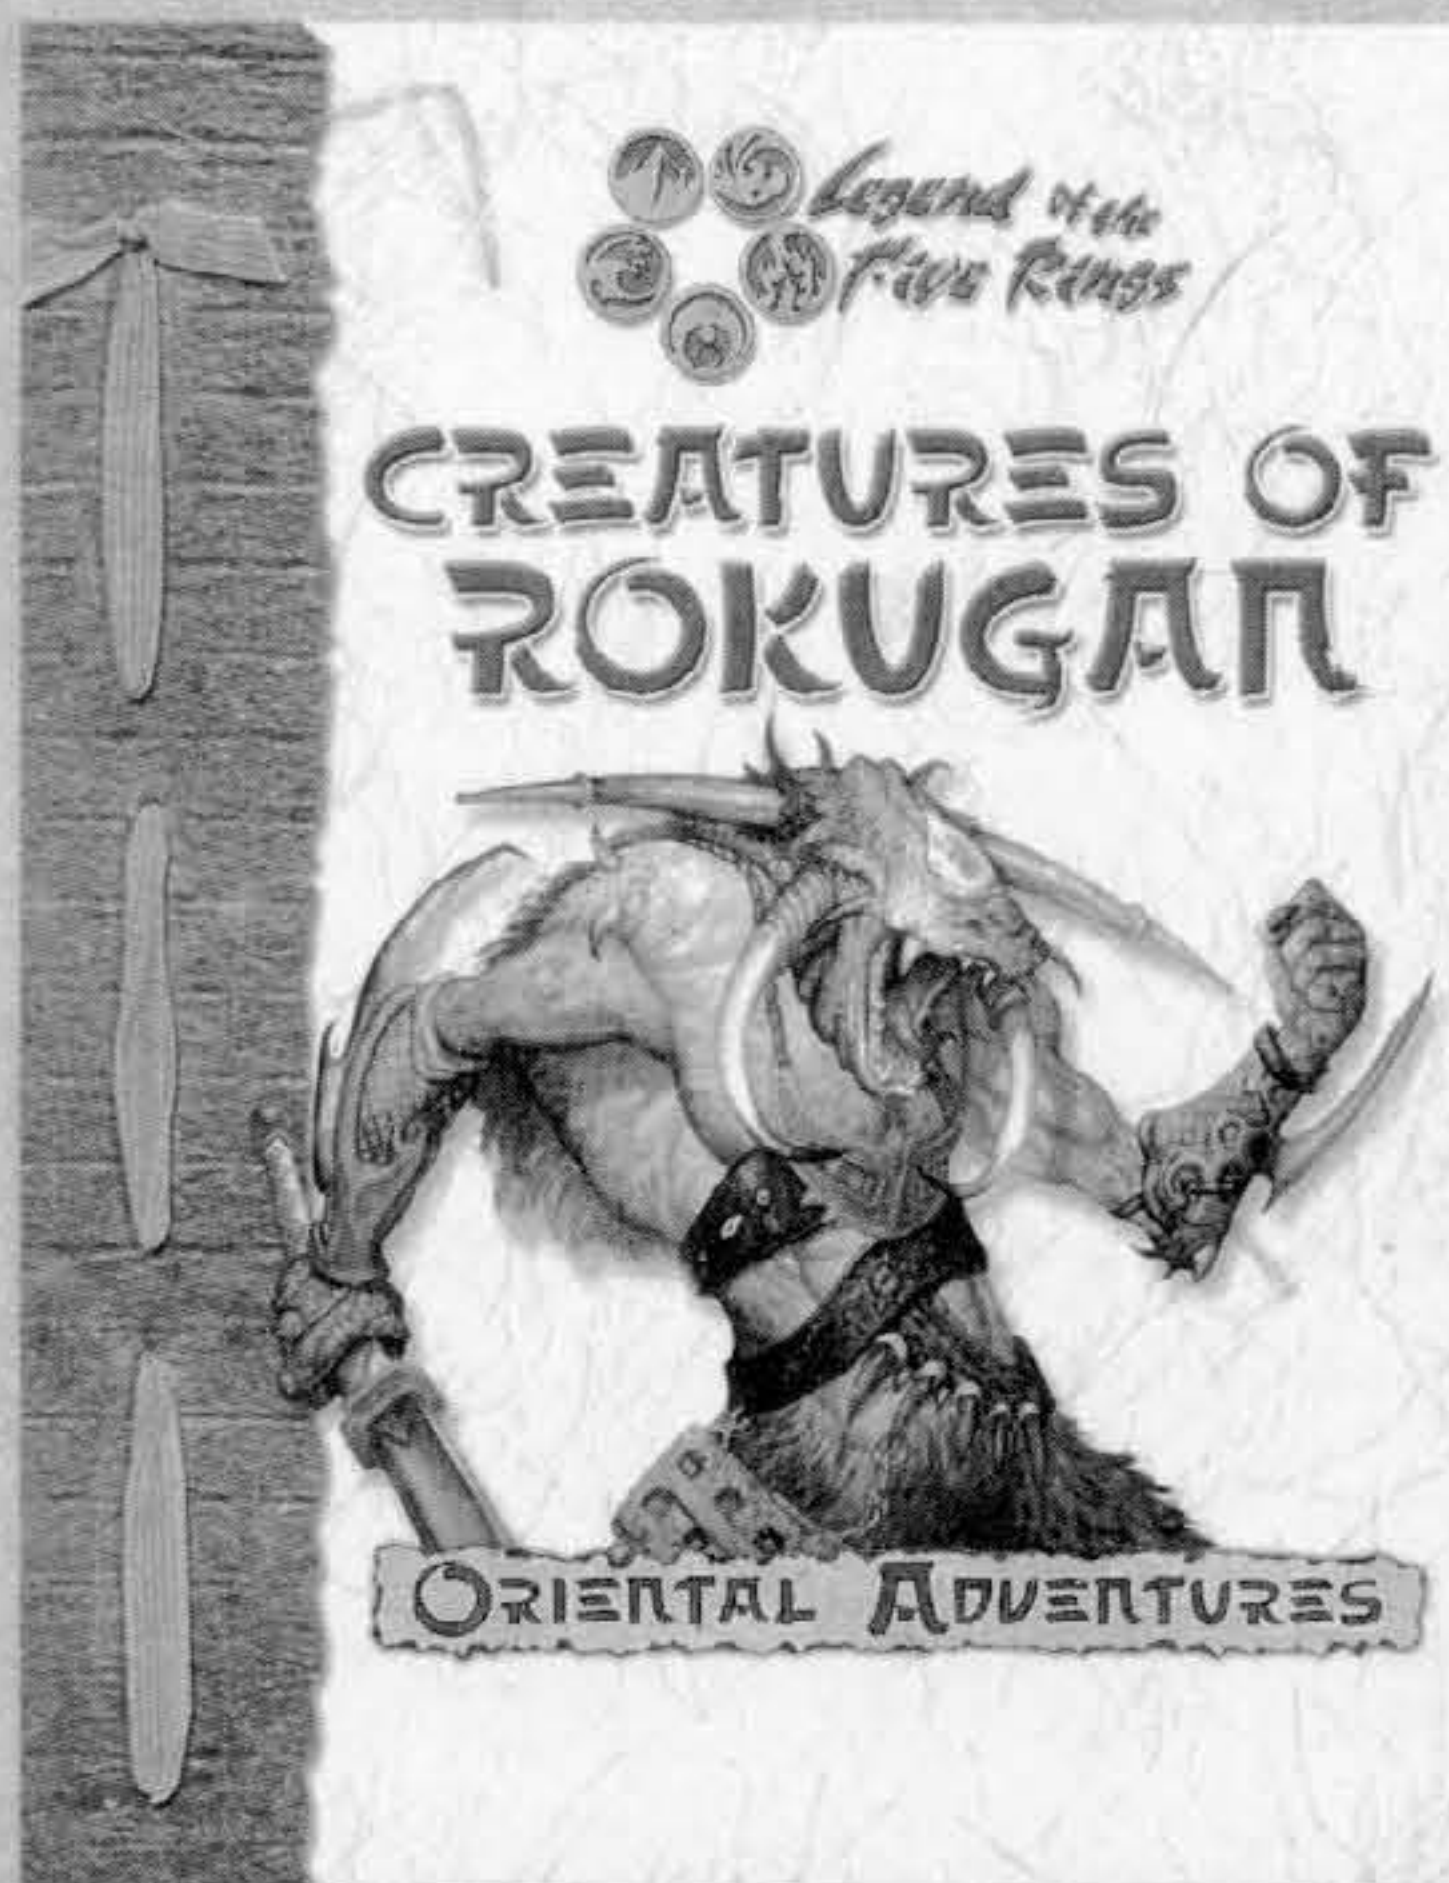 Legend of the
Five Rings
CREATURES OF
ROKUGAN
ORIENTAL ADVENTURES